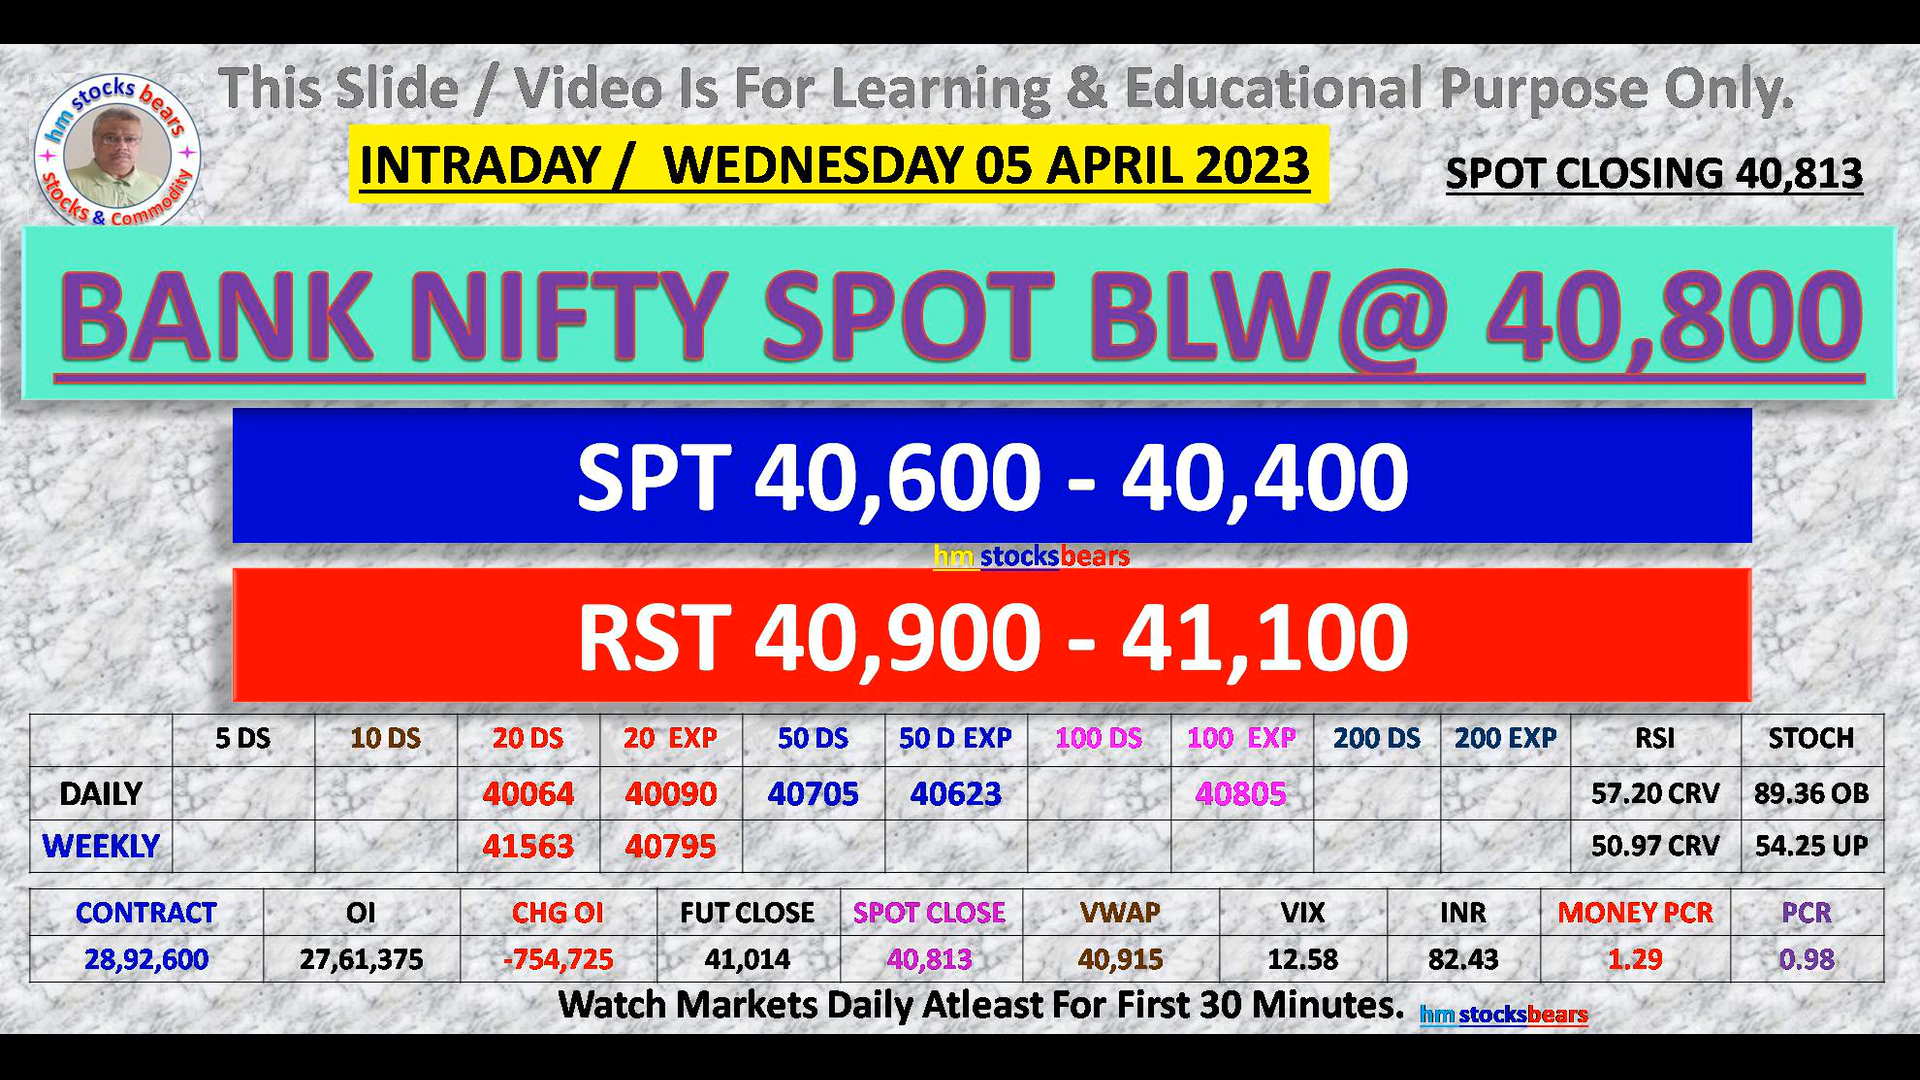 This Slide / Video Is For Learning & Educational Purpose Only.
hm stocks bears
stocks & Commodity
INTRADAY / WEDNESDAY 05 APRIL 2023
SPOT CLOSING 40,813
BANK NIFTY SPOT BLW@ 40,800
SPT 40,600 - 40,400
hm stocksbears
RST 40,900 - 41,100
5 DS 10 DS 20 DS 20 EXP 50 DS 50 D EXP 100 DS 100 EXP 200 DS 200 EXP RSI STOCH
DAILY 40064 40090 40705 40623 40805 57.20 CRV 89.36 OB
WEEKLY 41563 40795 50.97 CRV 54.25 UP
CONTRACT OI CHG OI FUT CLOSE SPOT CLOSE VWAP VIX INR MONEY PCR PCR
28,92,600 27,61,375 -754,725 41,014 40,813 40,915 12.58 82.43 1.29 0.98
Watch Markets Daily Atleast For First 30 Minutes.
hm stocksbears